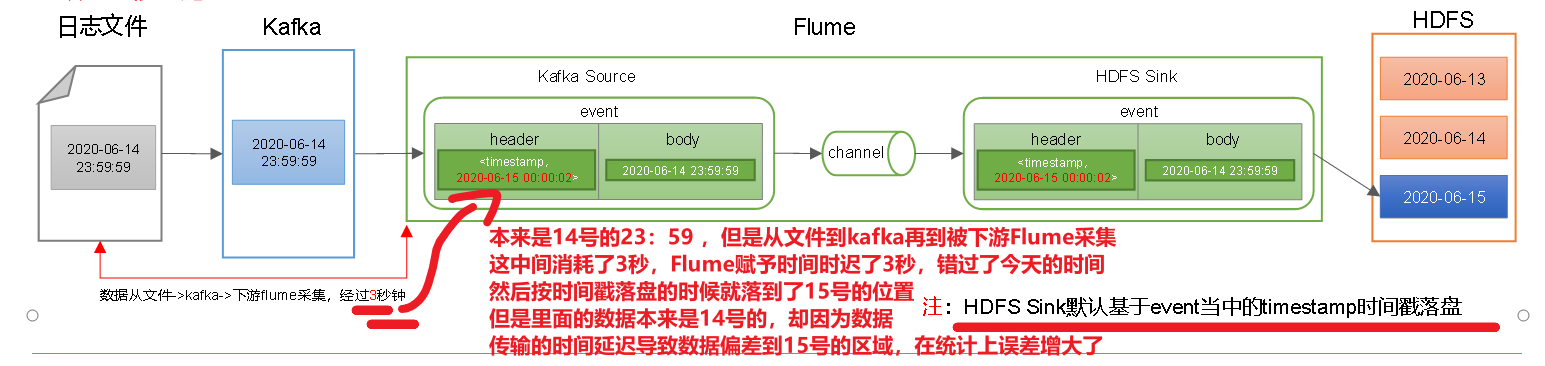 日志文件
Kafka
Flume
HDFS
2020-06-14
23:59:59
2020-06-14
23:59:59
Kafka Source
event
header
body
<timestamp,
2020-06-15 00:00:02>
2020-06-14 23:59:59
channel
HDFS Sink
event
header
body
<timestamp,
2020-06-15 00:00:02>
2020-06-14 23:59:59
2020-06-13
2020-06-14
2020-06-15
数据从文件->kafka->下游flume采集，经过3秒钟
本来是14号的23：59 ，但是从文件到kafka再到被下游Flume采集
这中间消耗了3秒，Flume赋予时间时迟了3秒，错过了今天的时间
然后按时间戳落盘的时候就落到了15号的位置
但是里面的数据本来是14号的，却因为数据
传输的时间延迟导致数据偏差到15号的区域，在统计上误差增大了
注：HDFS Sink默认基于event当中的timestamp时间戳落盘